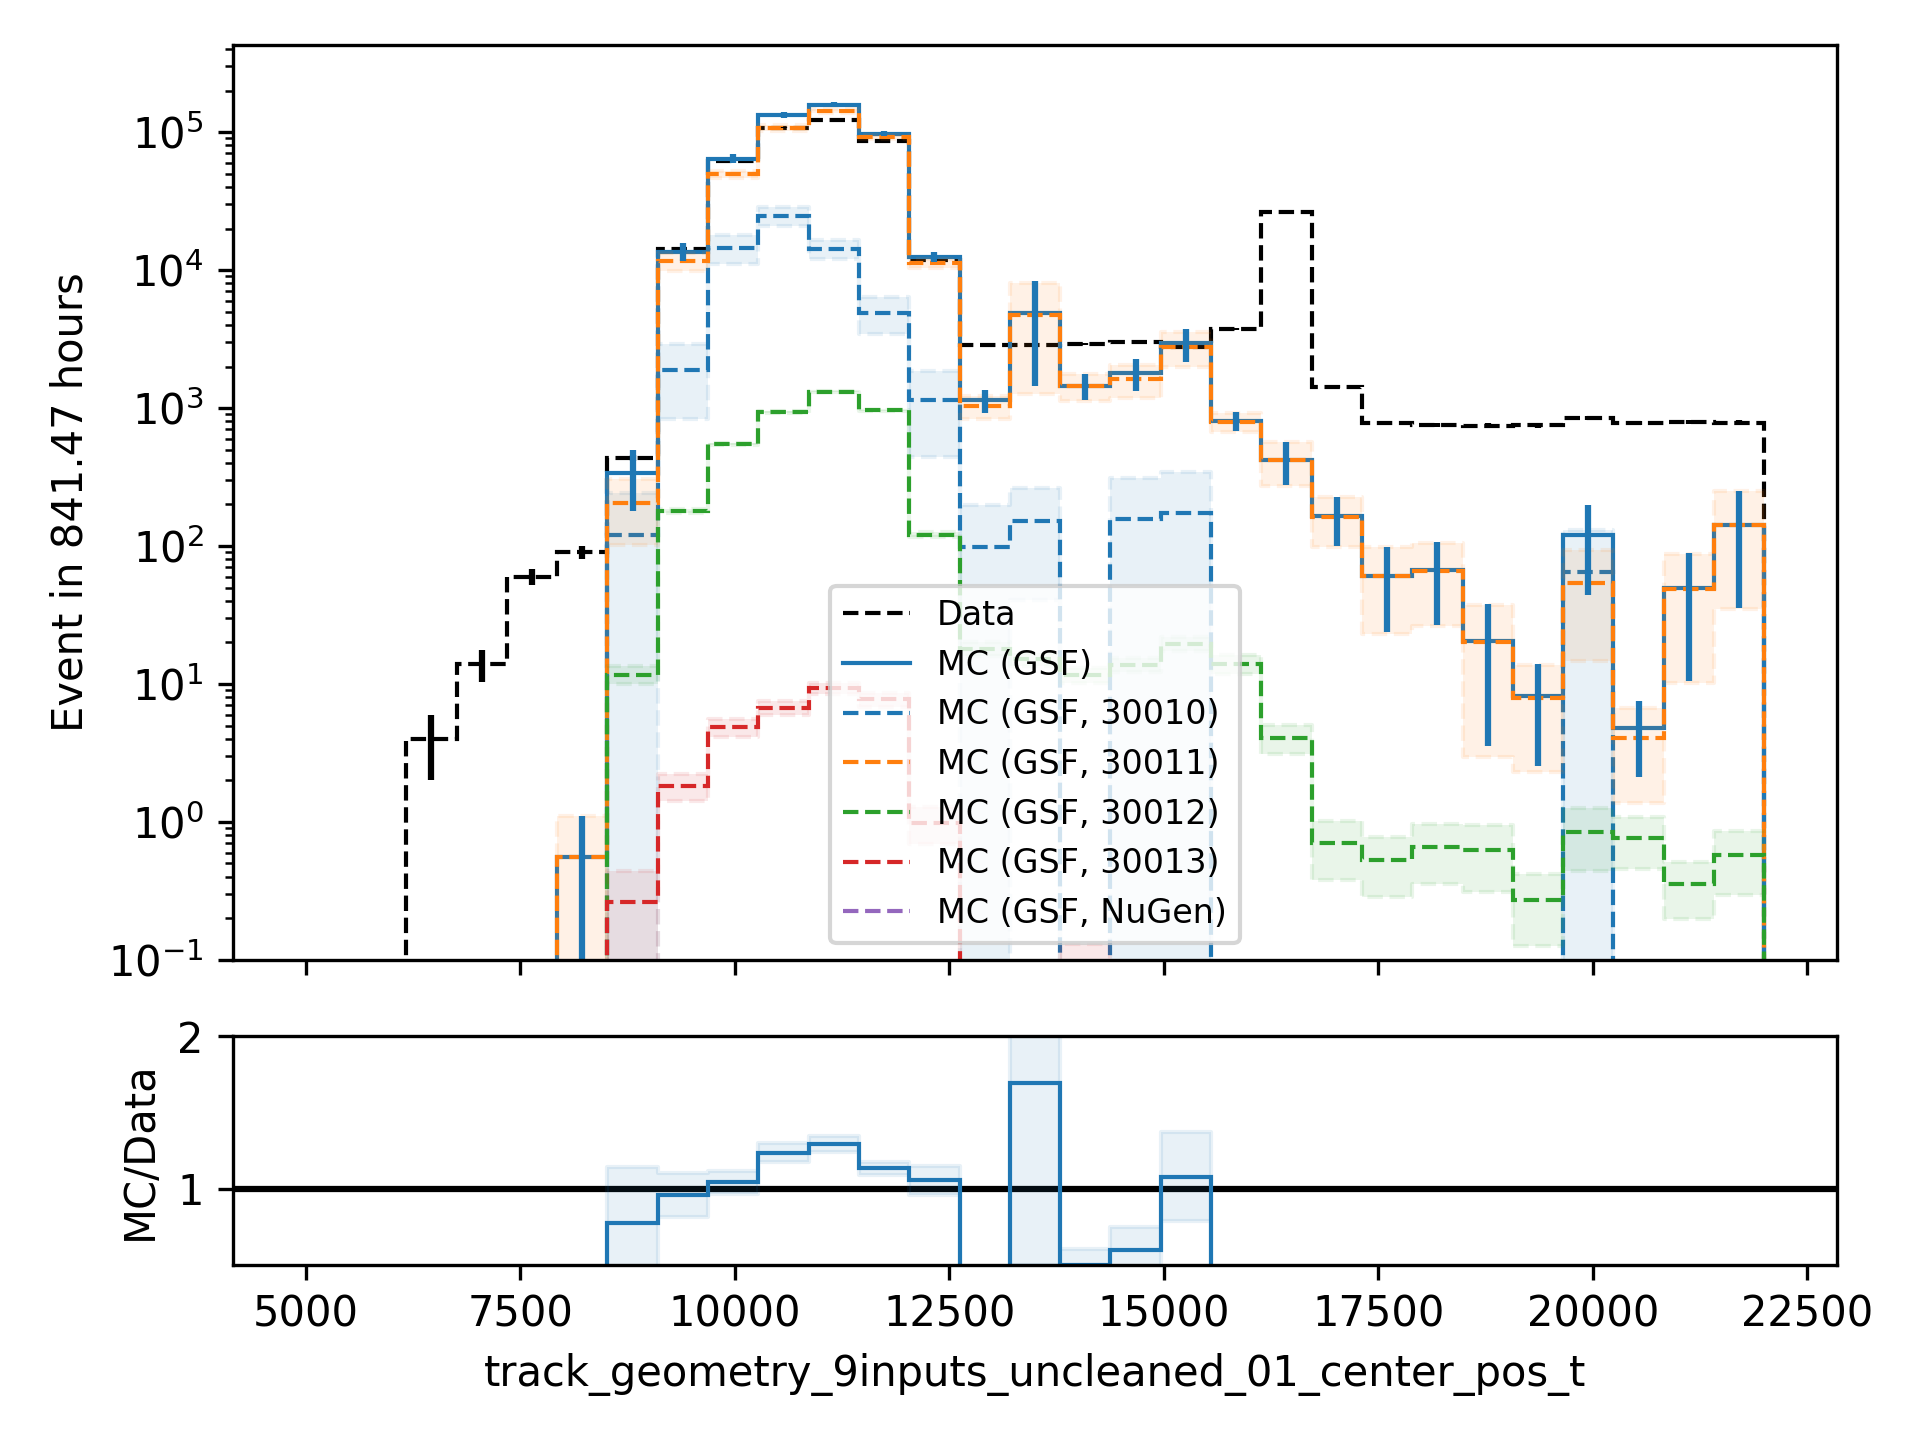 Event in 841.47 hours
10^5
10^4
10^3
10^2
10^1
10^0
10^−1
Data
MC (GSF)
MC (GSF, 30010)
MC (GSF, 30011)
MC (GSF, 30012)
MC (GSF, 30013)
MC (GSF, NuGen)
MC/Data
2
1
5000 7500 10000 12500 15000 17500 20000 22500
track_geometry_9inputs_uncleaned_01_center_pos_t